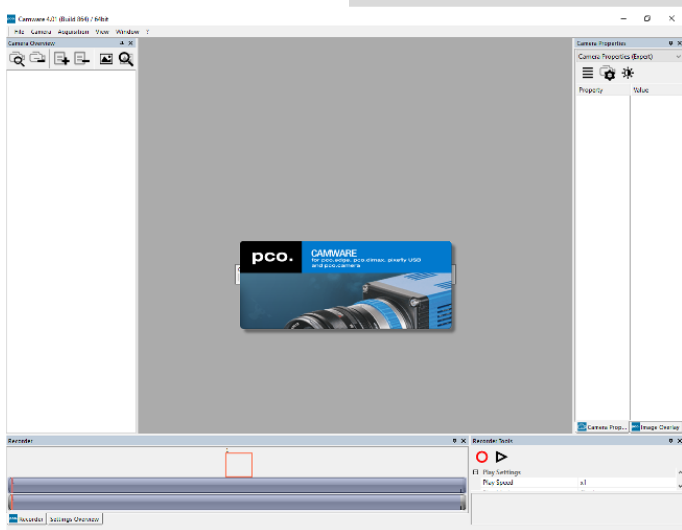 Camware 4.01 (Build 864) / 64bit
File Camera Acquisition View Window ?
Camera Overview
Camera Properties
Camera Properties (Expert)
Property Value
pco. CAMWARE
for pco.edge, pco.dimax, pixelfly USB
and pco.camera
Camera Prop... Image Overlay
Recorder
Recorder Tools
1
Play Settings
Play Speed x1
Recorder Settings Overview